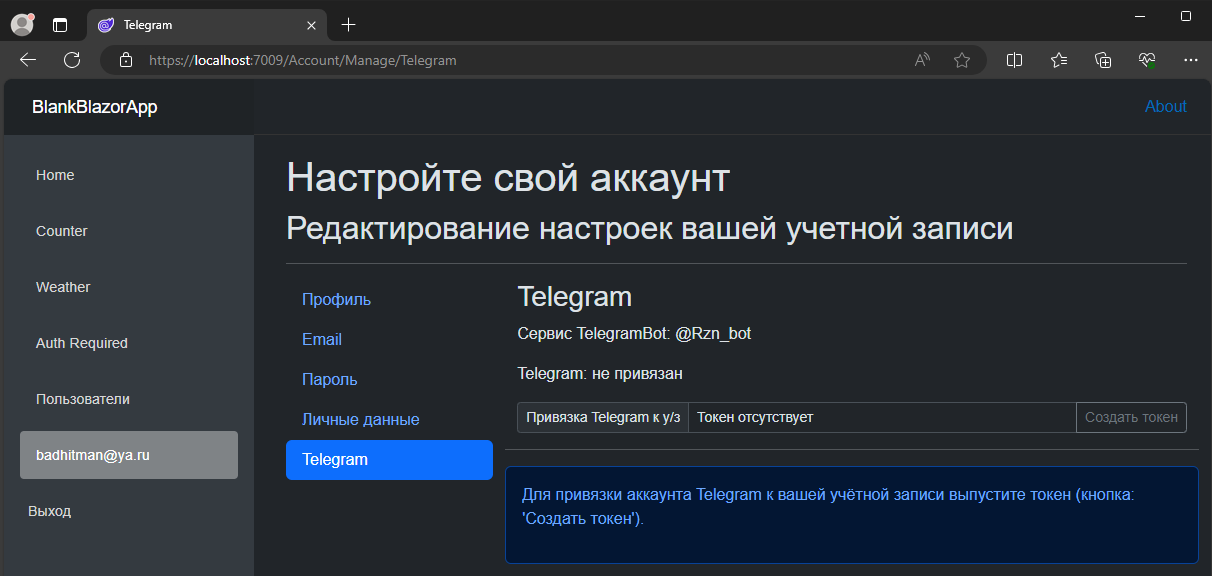 Telegram
https://localhost:7009/Account/Manage/Telegram
BlankBlazorApp
About
Home
Counter
Weather
Auth Required
Пользователи
badhitman@ya.ru
Выход
Настройте свой аккаунт
Редактирование настроек вашей учетной записи
Профиль
Email
Пароль
Личные данные
Telegram
Telegram
Сервис TelegramBot: @Rzn_bot
Telegram: не привязан
Привязка Telegram к у/з Токен отсутствует Создать токен
Для привязки аккаунта Telegram к вашей учётной записи выпустите токен (кнопка:
'Создать токен').